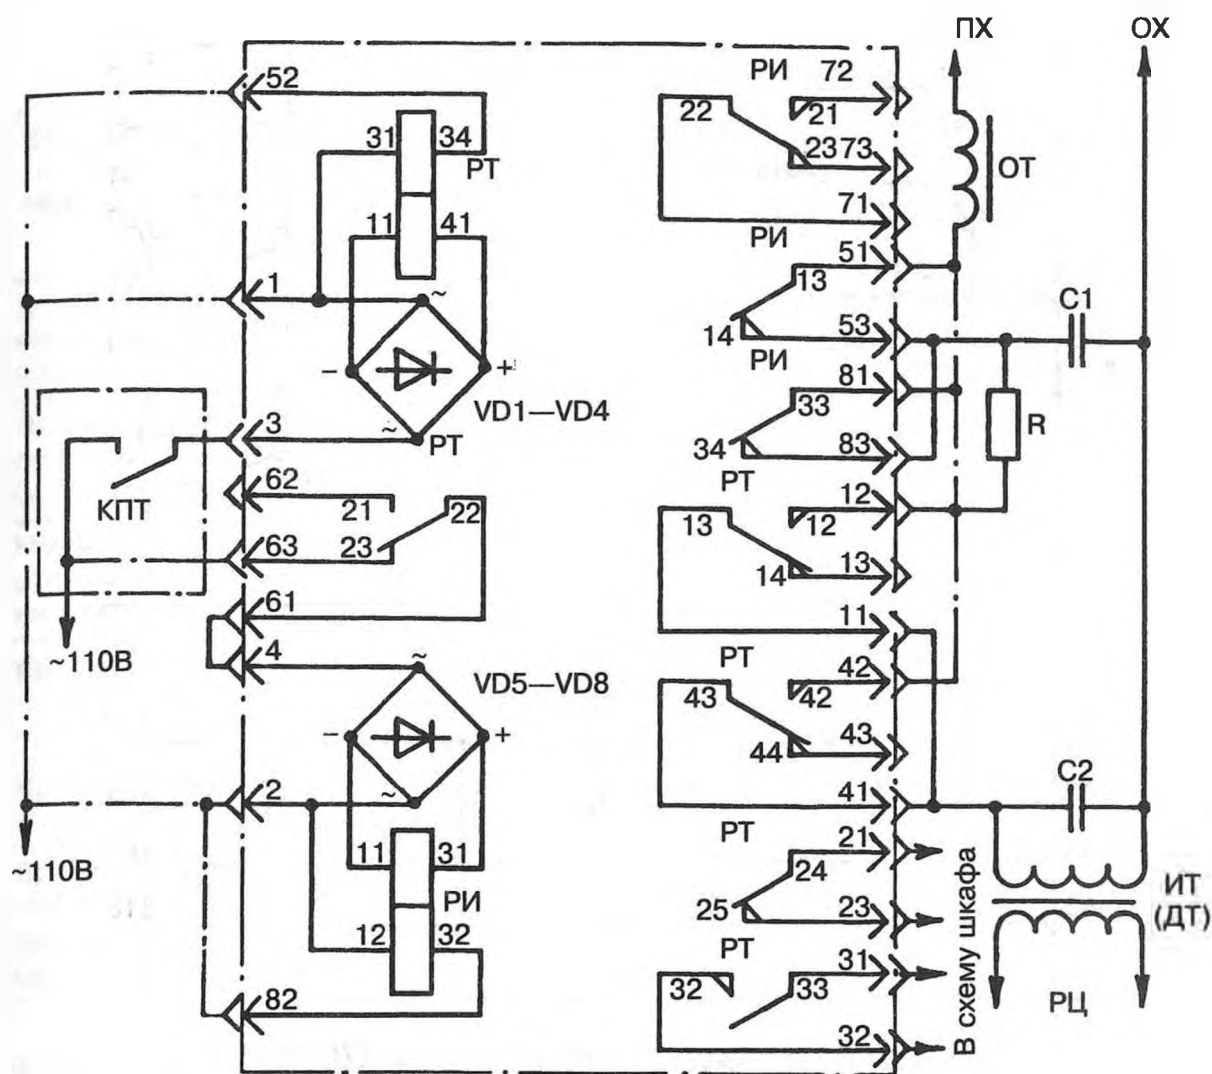 ПХ ОХ
52 РИ 72
31 34 РТ 22 21
23 73 ОТ
11 41 71
РИ 51
1 ~ 13 С1
14 53
- + РИ 81
VD1—VD4 33
3 ~ РТ 34 83 R
КПТ 62 РТ 12
21 22 13 12
63 23 14 13
61 11
~110В 4 ~ РТ 42
VD5—VD8 43 42
- + 44 43
2 ~ 41 С2
РТ 21
~110В 11 31 24 ИТ
РИ 25 23 (ДТ)
12 32 РТ
31
82 32 33 РЦ
32
В схему шкафа